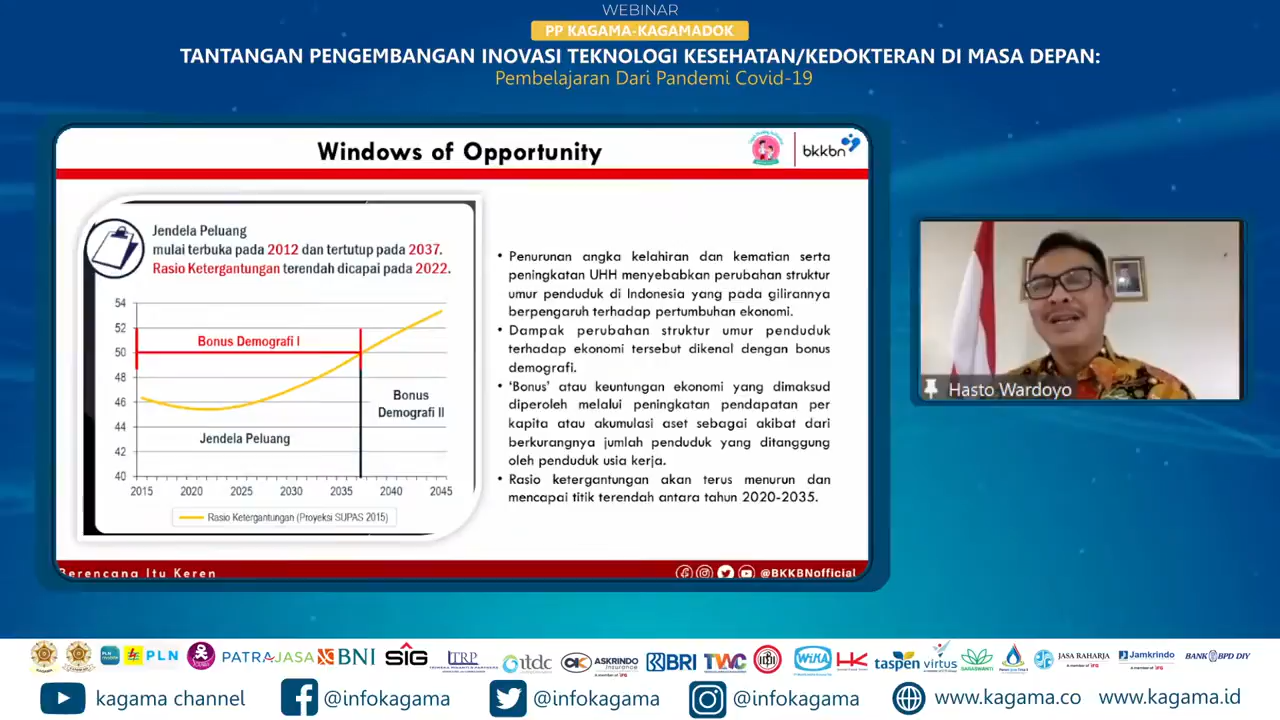 WEBINAR
PP KAGAMA-KAGAMADOK
TANTANGAN PENGEMBANGAN INOVASI TEKNOLOGI KESEHATAN/KEDOKTERAN DI MASA DEPAN:
Pembelajaran Dari Pandemi Covid-19
Windows of Opportunity
bkkbn
Jendela Peluang
mulai terbuka pada 2012 dan tertutup pada 2037.
Rasio Ketergantungan terendah dicapai pada 2022.
54
52
50
48
46
44
42
40
Bonus Demografi I
Bonus
Demografi II
Jendela Peluang
2015 2020 2025 2030 2035 2040 2045
Rasio Ketergantungan (Proyeksi SUPAS 2015)
• Penurunan angka kelahiran dan kematian serta
peningkatan UHH menyebabkan perubahan struktur
umur penduduk di Indonesia yang pada gilirannya
berpengaruh terhadap pertumbuhan ekonomi.
• Dampak perubahan struktur umur penduduk
terhadap ekonomi tersebut dikenal dengan bonus
demografi.
• ‘Bonus’ atau keuntungan ekonomi yang dimaksud
diperoleh melalui peningkatan pendapatan per
kapita atau akumulasi aset sebagai akibat dari
berkurangnya jumlah penduduk yang ditanggung
oleh penduduk usia kerja.
• Rasio ketergantungan akan terus menurun dan
mencapai titik terendah antara tahun 2020-2035.
Berencana Itu Keren
@BKKBNofficial
Hasto Wardoyo
PLN PATRA JASA BNI SIG ITRP itdc ASKRINDO BRI TWC WIKA HK taspen virtus SARASWANTI JASA RAHARJA Jamkrindo BANK BPD DIY
kagama channel @infokagama @infokagama @infokagama www.kagama.co www.kagama.id